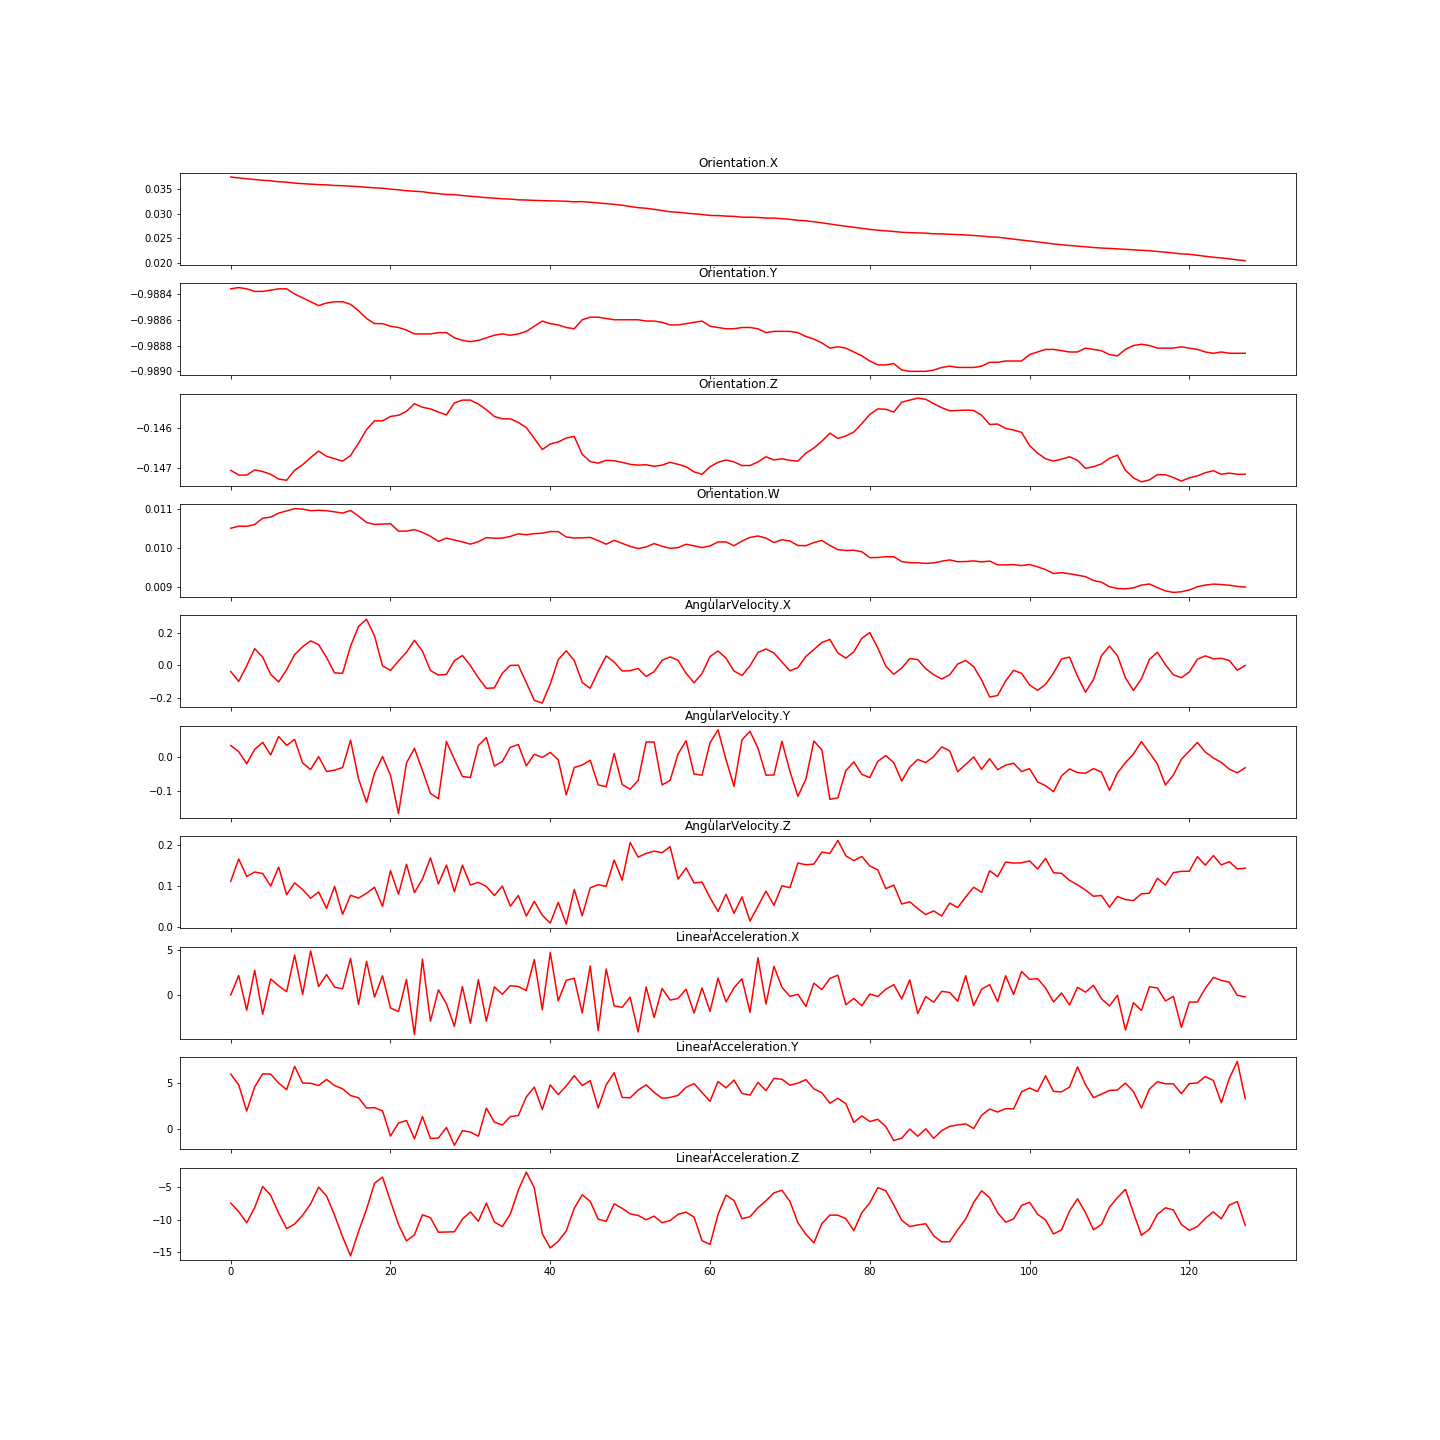 Orientation.X
0.035
0.030
0.025
0.020
Orientation.Y
−0.9884
−0.9886
−0.9888
−0.9890
Orientation.Z
−0.146
−0.147
Orientation.W
0.011
0.010
0.009
AngularVelocity.X
0.2
0.0
−0.2
AngularVelocity.Y
0.0
−0.1
AngularVelocity.Z
0.2
0.1
0.0
LinearAcceleration.X
5
0
LinearAcceleration.Y
5
0
LinearAcceleration.Z
−5
−10
−15
0 20 40 60 80 100 120